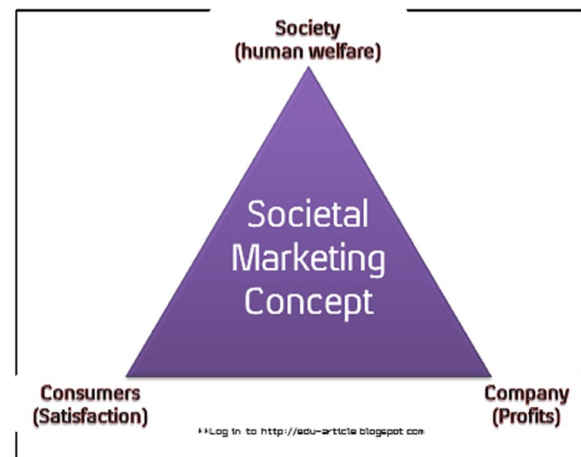 Society
(human welfare)
Societal
Marketing
Concept
Consumers
(Satisfaction)
Company
(Profits)
**Log in to http://edu-article.blogspot.com